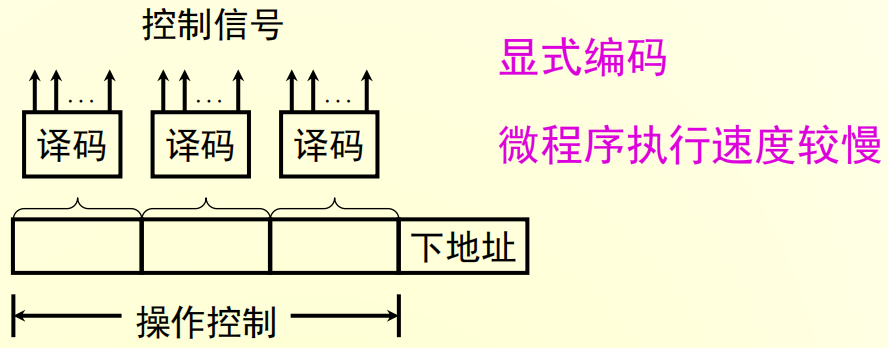 控制信号
显式编码
... ... ...
译码 译码 译码
微程序执行速度较慢
下地址
操作控制